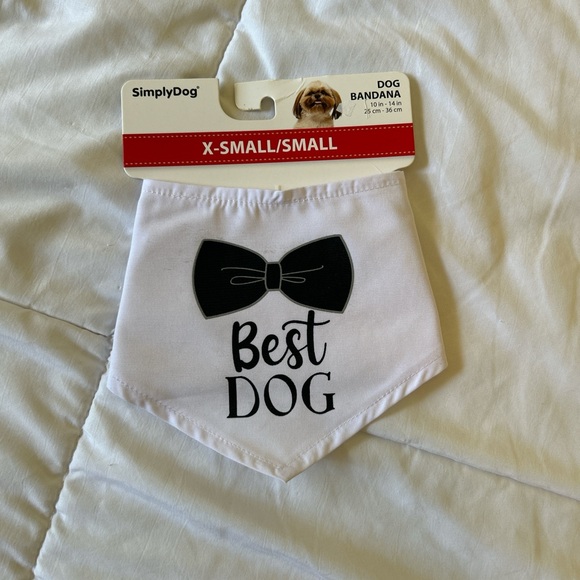 SimplyDog®
DOG
BANDANA
10 in - 14 in
25 cm - 36 cm
X-SMALL/SMALL
Best
DOG